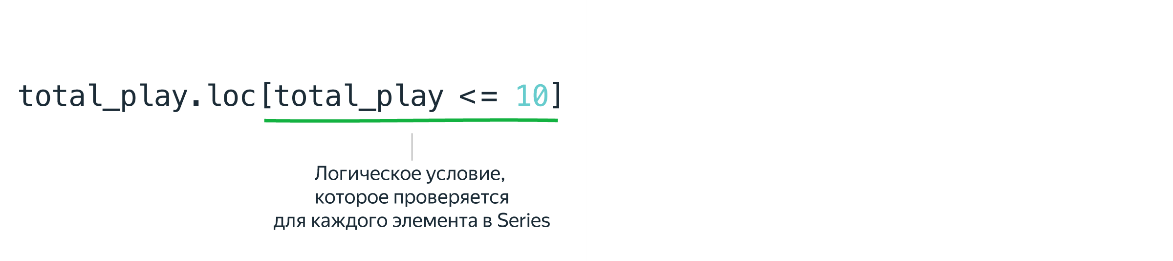 total_play.loc[total_play <= 10]
Логическое условие,
которое проверяется
для каждого элемента в Series